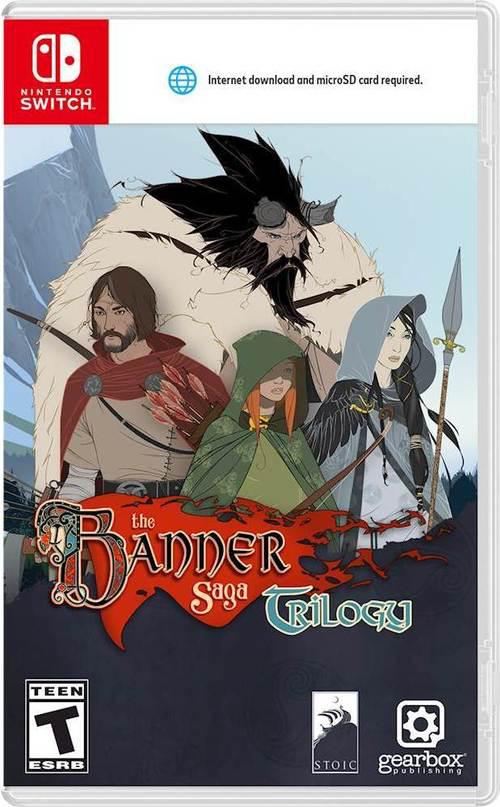 NINTENDO
SWITCH
Internet download and microSD card required.
the
BANNER
Saga
Trilogy
TEEN
T
ESRB
STOIC
gearbox
publishing